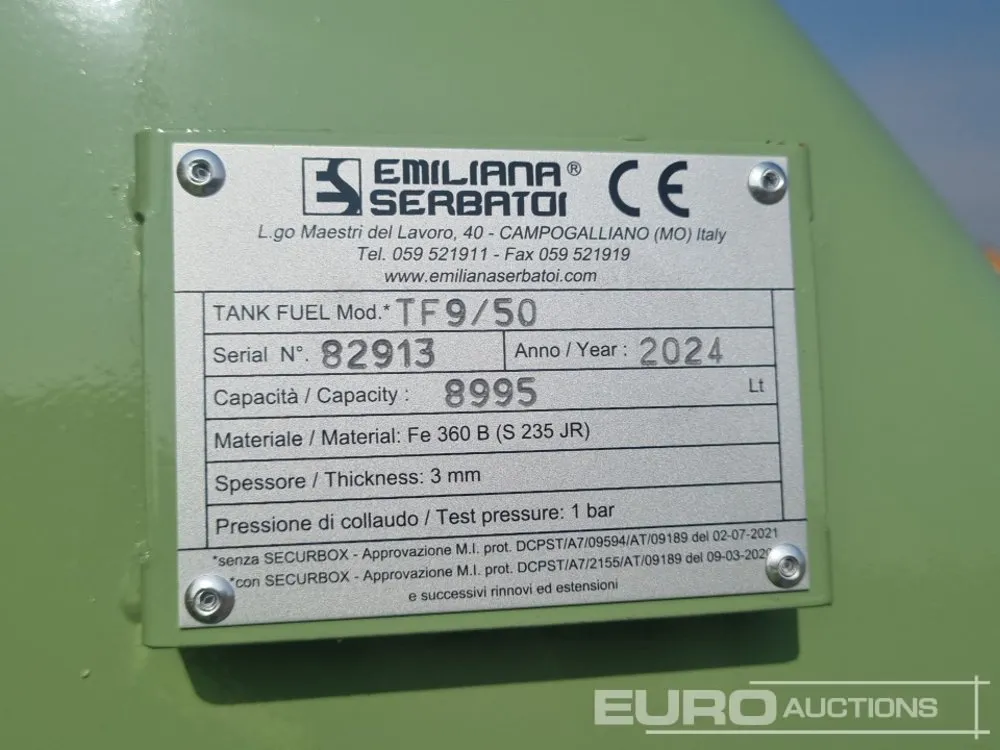 EMILIANA®
SERBATOI
CE
L.go Maestri del Lavoro, 40 - CAMPOGALLIANO (MO) Italy
Tel. 059 521911 - Fax 059 521919
www.emilianaserbatoi.com
TANK FUEL Mod.* TF9/50
Serial N°. 82913 Anno / Year : 2024
Capacità / Capacity : 8995 Lt
Materiale / Material: Fe 360 B (S 235 JR)
Spessore / Thickness: 3 mm
Pressione di collaudo / Test pressure: 1 bar
*senza SECURBOX - Approvazione M.I. prot. DCPST/A7/09594/AT/09189 del 02-07-2021
*con SECURBOX - Approvazione M.I. prot. DCPST/A7/2155/AT/09189 del
e successivi rinnovi ed estensioni
EURO AUCTIONS